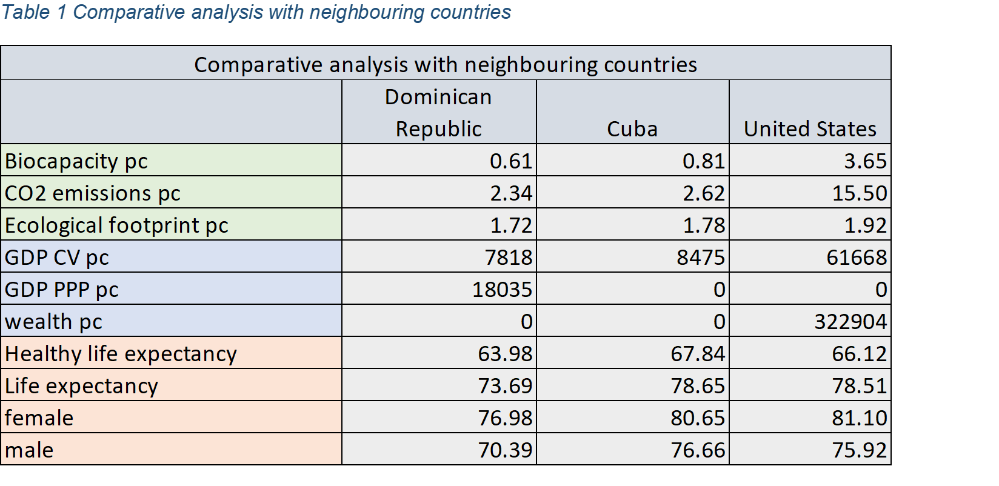 Table 1 Comparative analysis with neighbouring countries
Comparative analysis with neighbouring countries
Dominican Republic Cuba United States
Biocapacity pc 0.61 0.81 3.65
CO2 emissions pc 2.34 2.62 15.50
Ecological footprint pc 1.72 1.78 1.92
GDP CV pc 7818 8475 61668
GDP PPP pc 18035 0 0
wealth pc 0 0 322904
Healthy life expectancy 63.98 67.84 66.12
Life expectancy 73.69 78.65 78.51
female 76.98 80.65 81.10
male 70.39 76.66 75.92